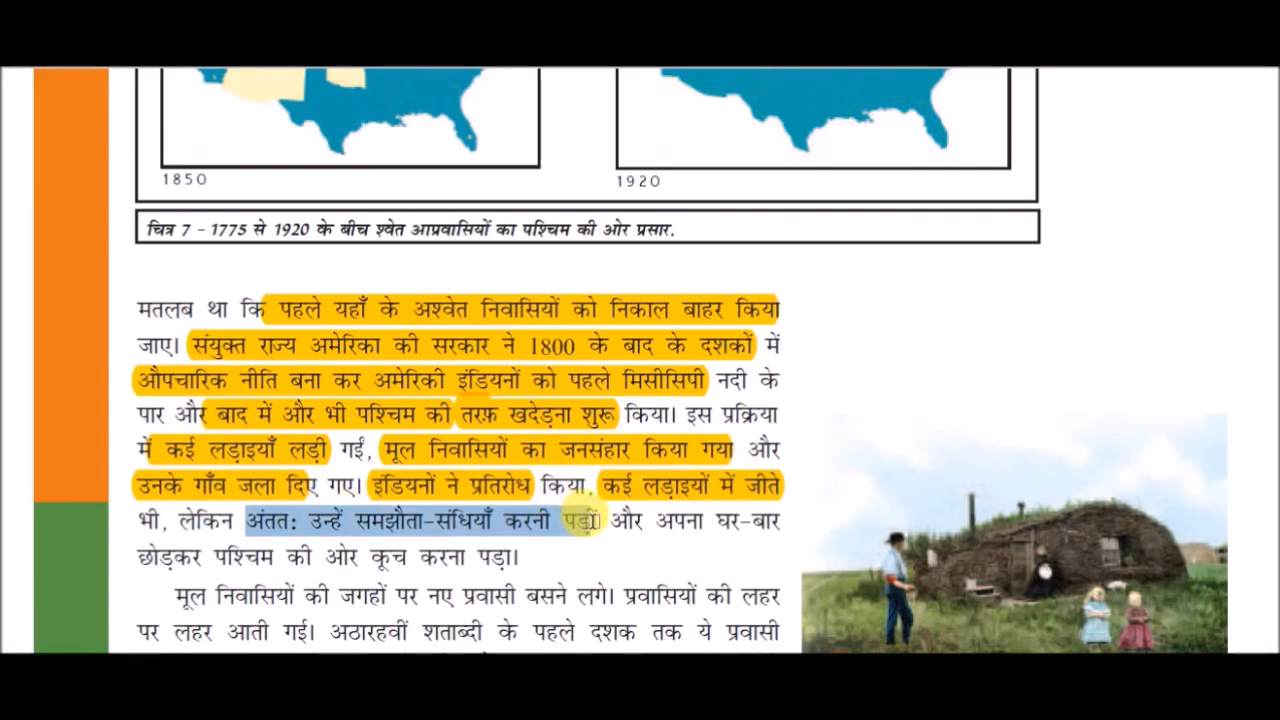 1850
1920
चित्र 7 - 1775 से 1920 के बीच श्वेत आप्रवासियों का पश्चिम की ओर प्रसार.
मतलब था कि पहले यहाँ के अश्वेत निवासियों को निकाल बाहर किया
जाए। संयुक्त राज्य अमेरिका की सरकार ने 1800 के बाद के दशकों में
औपचारिक नीति बना कर अमेरिकी इंडियनों को पहले मिसीसिपी नदी के
पार और बाद में और भी पश्चिम की तरफ़ खदेड़ना शुरू किया। इस प्रक्रिया
में कई लड़ाइयाँ लड़ी गईं, मूल निवासियों का जनसंहार किया गया और
उनके गाँव जला दिए गए। इंडियनों ने प्रतिरोध किया, कई लड़ाइयों में जीते
भी, लेकिन अंतत: उन्हें समझौता-संधियाँ करनी पड़ीं और अपना घर-बार
छोड़कर पश्चिम की ओर कूच करना पड़ा।
मूल निवासियों की जगहों पर नए प्रवासी बसने लगे। प्रवासियों की लहर
पर लहर आती गई। अठारहवीं शताब्दी के पहले दशक तक ये प्रवासी